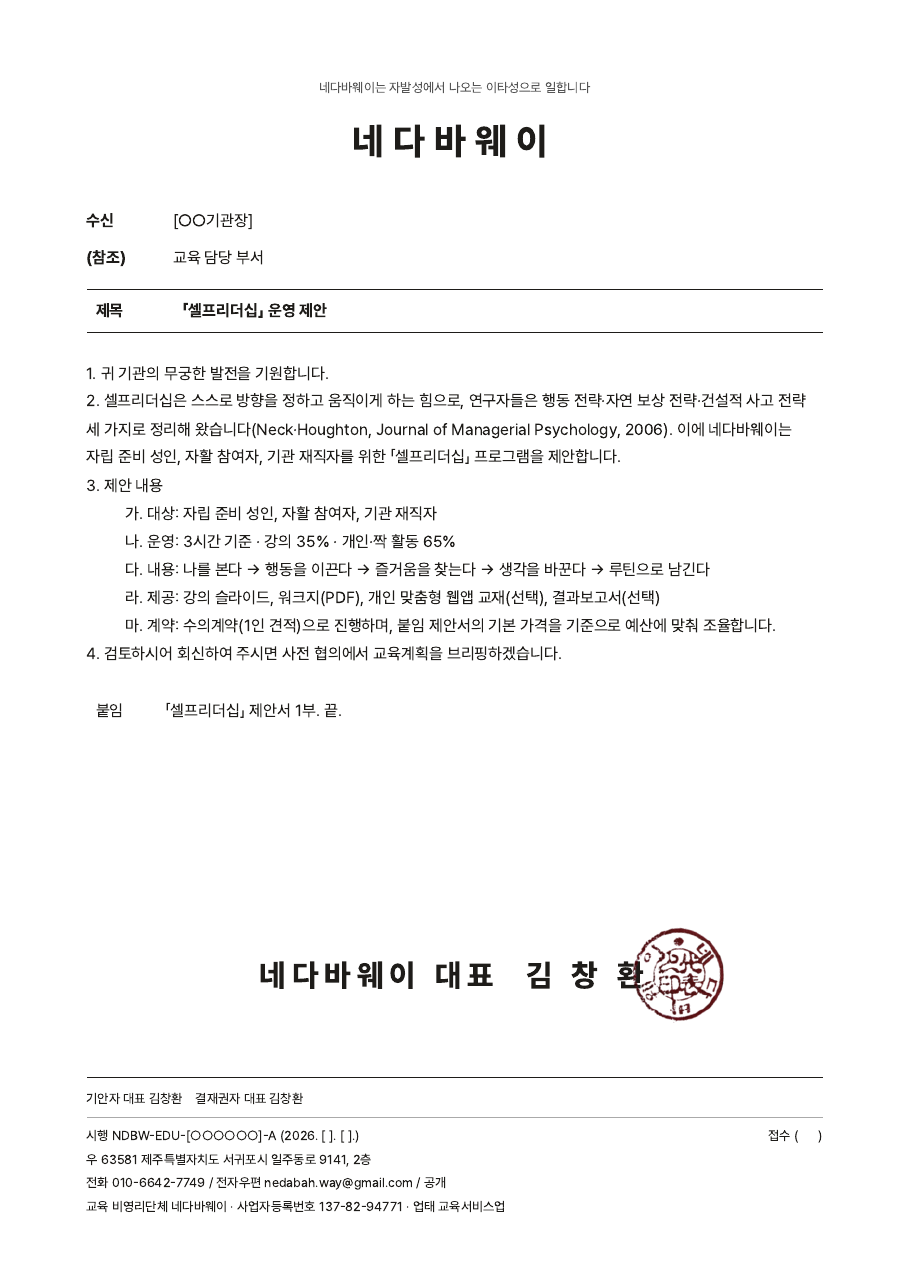 네다바웨이는 자발성에서 나오는 이타성으로 일합니다
네다바웨이
수신 [○○기관장]
(참조) 교육 담당 부서
제목 「셀프리더십」 운영 제안
1. 귀 기관의 무궁한 발전을 기원합니다.
2. 셀프리더십은 스스로 방향을 정하고 움직이게 하는 힘으로, 연구자들은 행동 전략·자연 보상 전략·건설적 사고 전략
세 가지로 정리해 왔습니다(Neck·Houghton, Journal of Managerial Psychology, 2006). 이에 네다바웨이는
자립 준비 성인, 자활 참여자, 기관 재직자를 위한 「셀프리더십」 프로그램을 제안합니다.
3. 제안 내용
가. 대상: 자립 준비 성인, 자활 참여자, 기관 재직자
나. 운영: 3시간 기준 · 강의 35% · 개인·짝 활동 65%
다. 내용: 나를 본다 → 행동을 이끈다 → 즐거움을 찾는다 → 생각을 바꾼다 → 루틴으로 남긴다
라. 제공: 강의 슬라이드, 워크지(PDF), 개인 맞춤형 웹앱 교재(선택), 결과보고서(선택)
마. 계약: 수의계약(1인 견적)으로 진행하며, 붙임 제안서의 기본 가격을 기준으로 예산에 맞춰 조율합니다.
4. 검토하시어 회신하여 주시면 사전 협의에서 교육계획을 브리핑하겠습니다.
붙임 「셀프리더십」 제안서 1부. 끝.
네다바웨이 대표 김 창 환
기안자 대표 김창환 결재권자 대표 김창환
시행 NDBW-EDU-[○○○○○○]-A (2026. [ ]. [ ].) 접수 ( )
우 63581 제주특별자치도 서귀포시 일주동로 9141, 2층
전화 010-6642-7749 / 전자우편 nedabah.way@gmail.com / 공개
교육 비영리단체 네다바웨이 · 사업자등록번호 137-82-94771 · 업태 교육서비스업